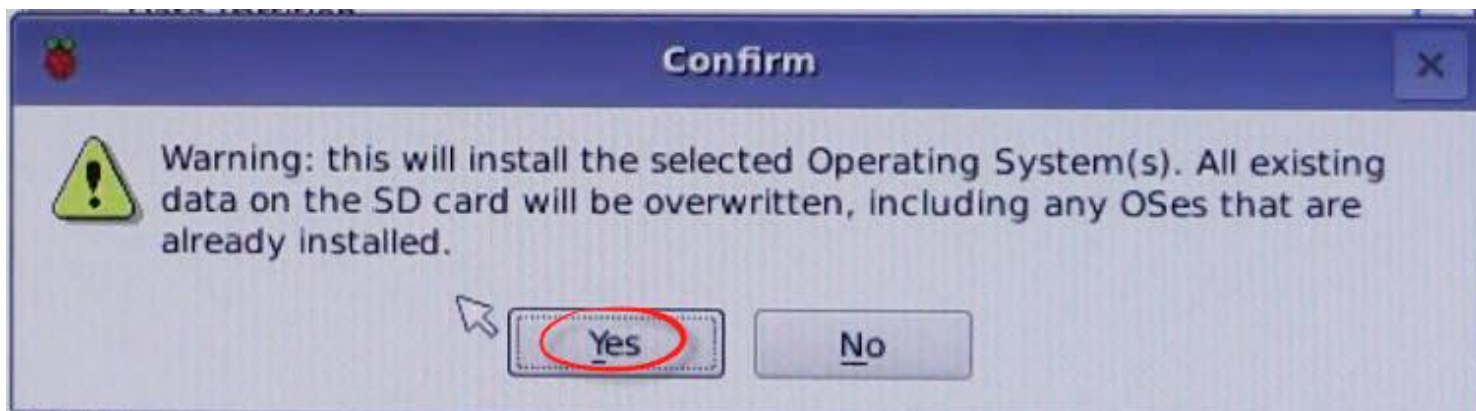 Confirm
Warning: this will install the selected Operating System(s). All existing
data on the SD card will be overwritten, including any OSes that are
already installed.
Yes
No